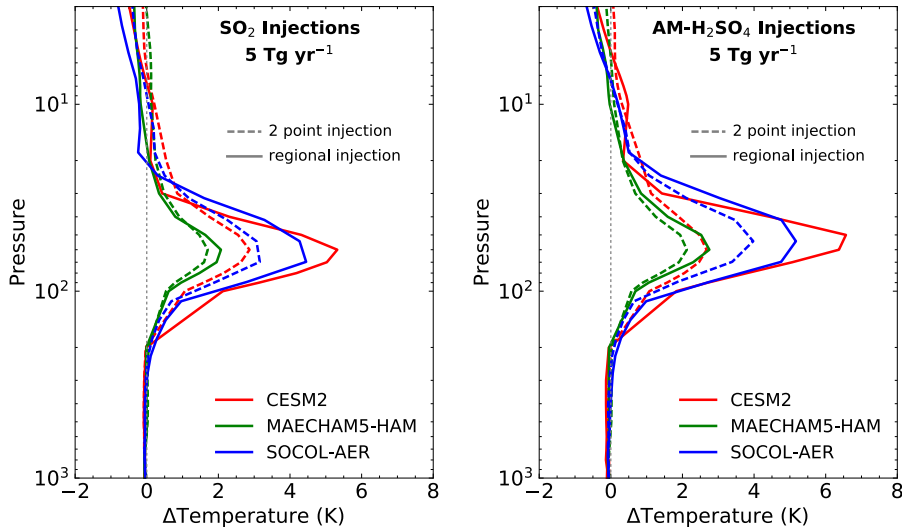 SO₂ Injections
5 Tg yr⁻¹
2 point injection
regional injection
CESM2
MAECHAM5-HAM
SOCOL-AER
Pressure
10¹
10²
10³
−2 0 2 4 6 8
ΔTemperature (K)
AM-H₂SO₄ Injections
5 Tg yr⁻¹
2 point injection
regional injection
CESM2
MAECHAM5-HAM
SOCOL-AER
Pressure
10¹
10²
10³
−2 0 2 4 6 8
ΔTemperature (K)